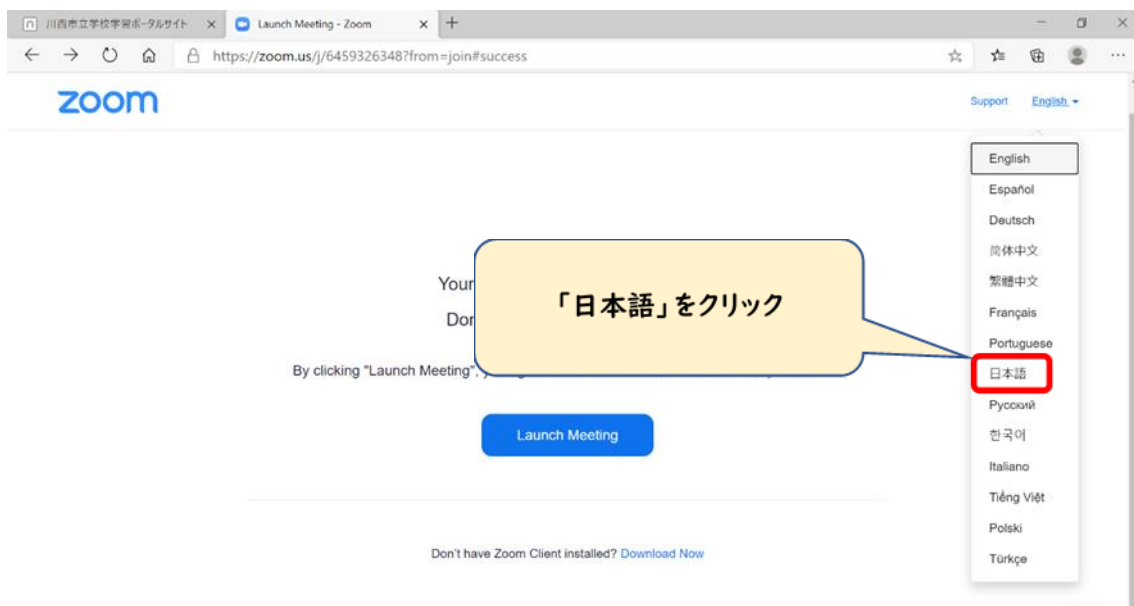 川西市立学校学習ポータルサイト
Launch Meeting - Zoom
https://zoom.us/j/6459326348?from=join#success
zoom
Support English
English
Español
Deutsch
简体中文
繁體中文
Français
Portuguese
日本語
Русский
한국어
Italiano
Tiếng Việt
Polski
Türkçe
「日本語」をクリック
Your
Don
By clicking "Launch Meeting",
Launch Meeting
Don't have Zoom Client installed? Download Now